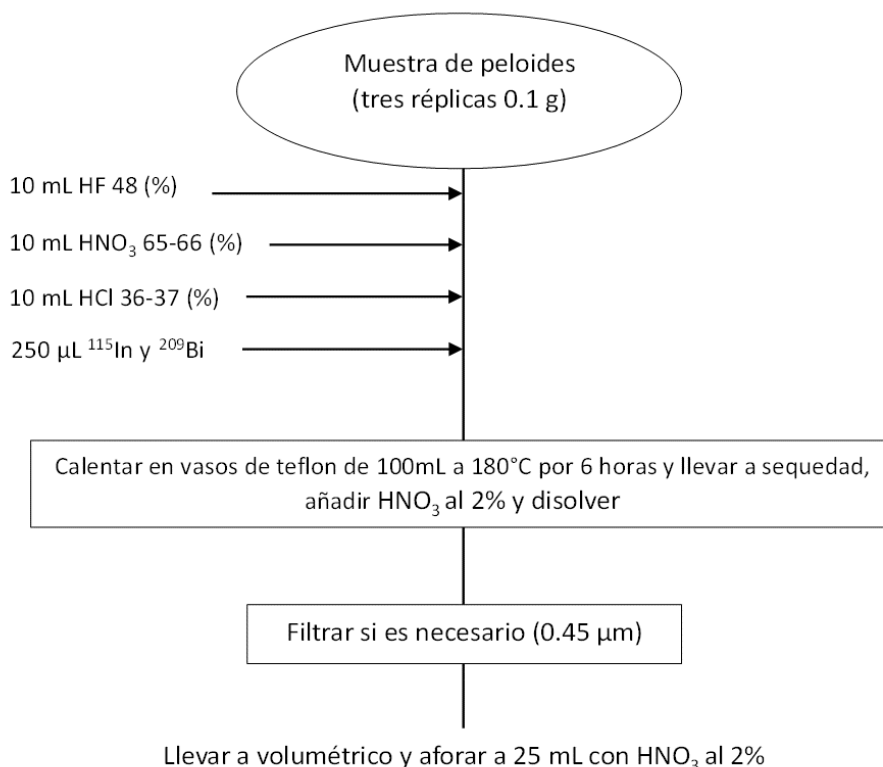 Muestra de peloides
(tres réplicas 0.1 g)
10 mL HF 48 (%)
10 mL HNO₃ 65-66 (%)
10 mL HCl 36-37 (%)
250 µL ¹¹⁵In y ²⁰⁹Bi
Calentar en vasos de teflon de 100mL a 180°C por 6 horas y llevar a sequedad,
añadir HNO₃ al 2% y disolver
Filtrar si es necesario (0.45 µm)
Llevar a volumétrico y aforar a 25 mL con HNO₃ al 2%